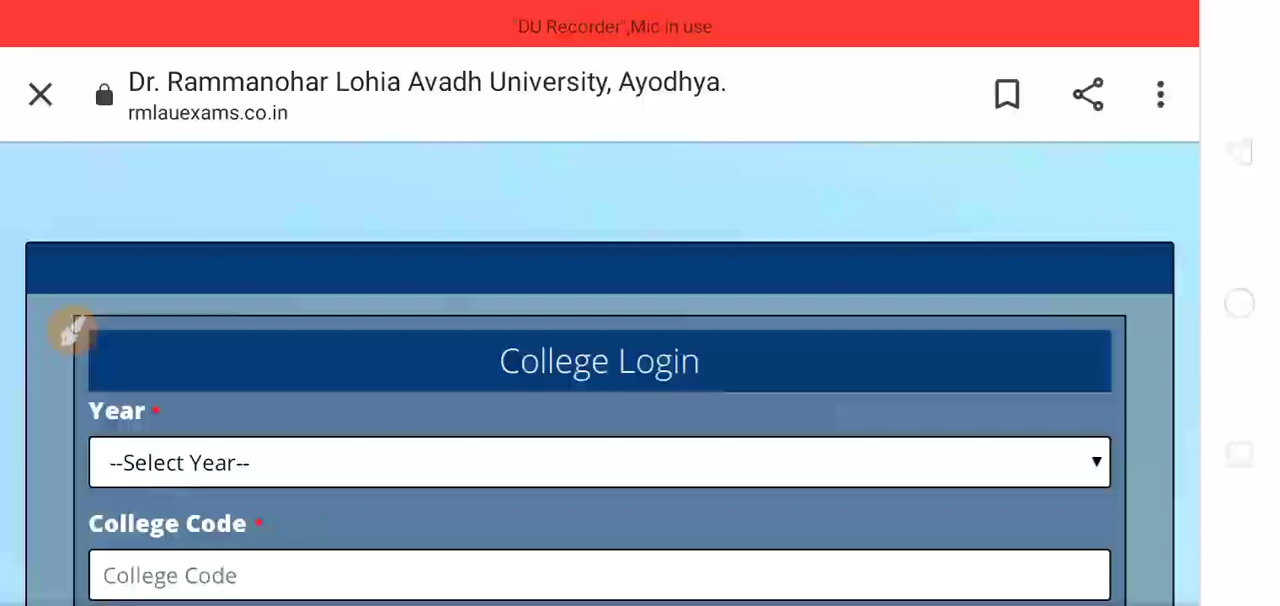 "DU Recorder",Mic in use
Dr. Rammanohar Lohia Avadh University, Ayodhya.
rmlauexams.co.in
College Login
Year *
--Select Year--
College Code *
College Code